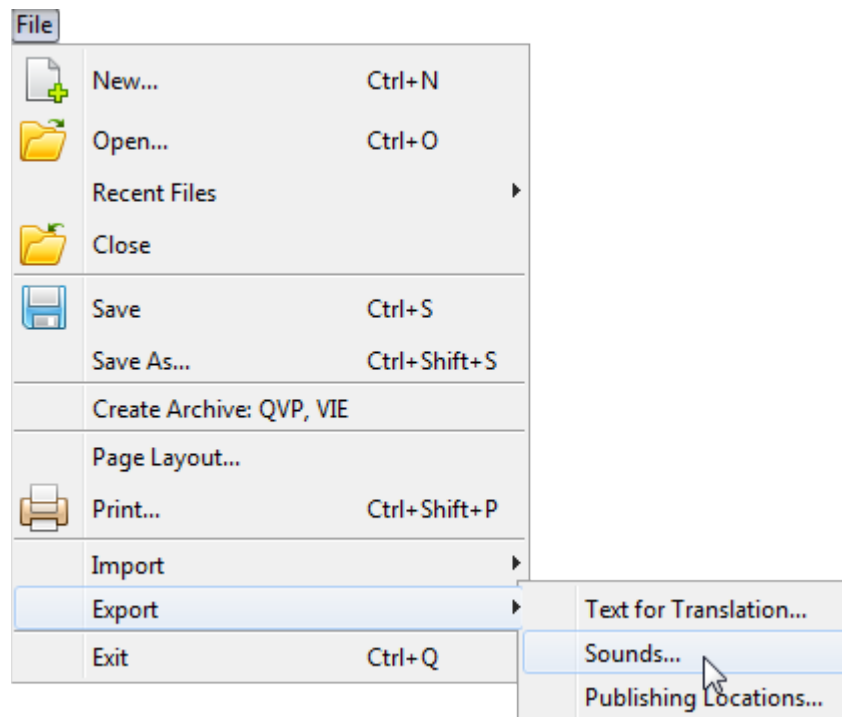 File
New... Ctrl+N
Open... Ctrl+O
Recent Files
Close
Save Ctrl+S
Save As... Ctrl+Shift+S
Create Archive: QVP, VIE
Page Layout...
Print... Ctrl+Shift+P
Import
Export
Exit Ctrl+Q
Text for Translation...
Sounds...
Publishing Locations...